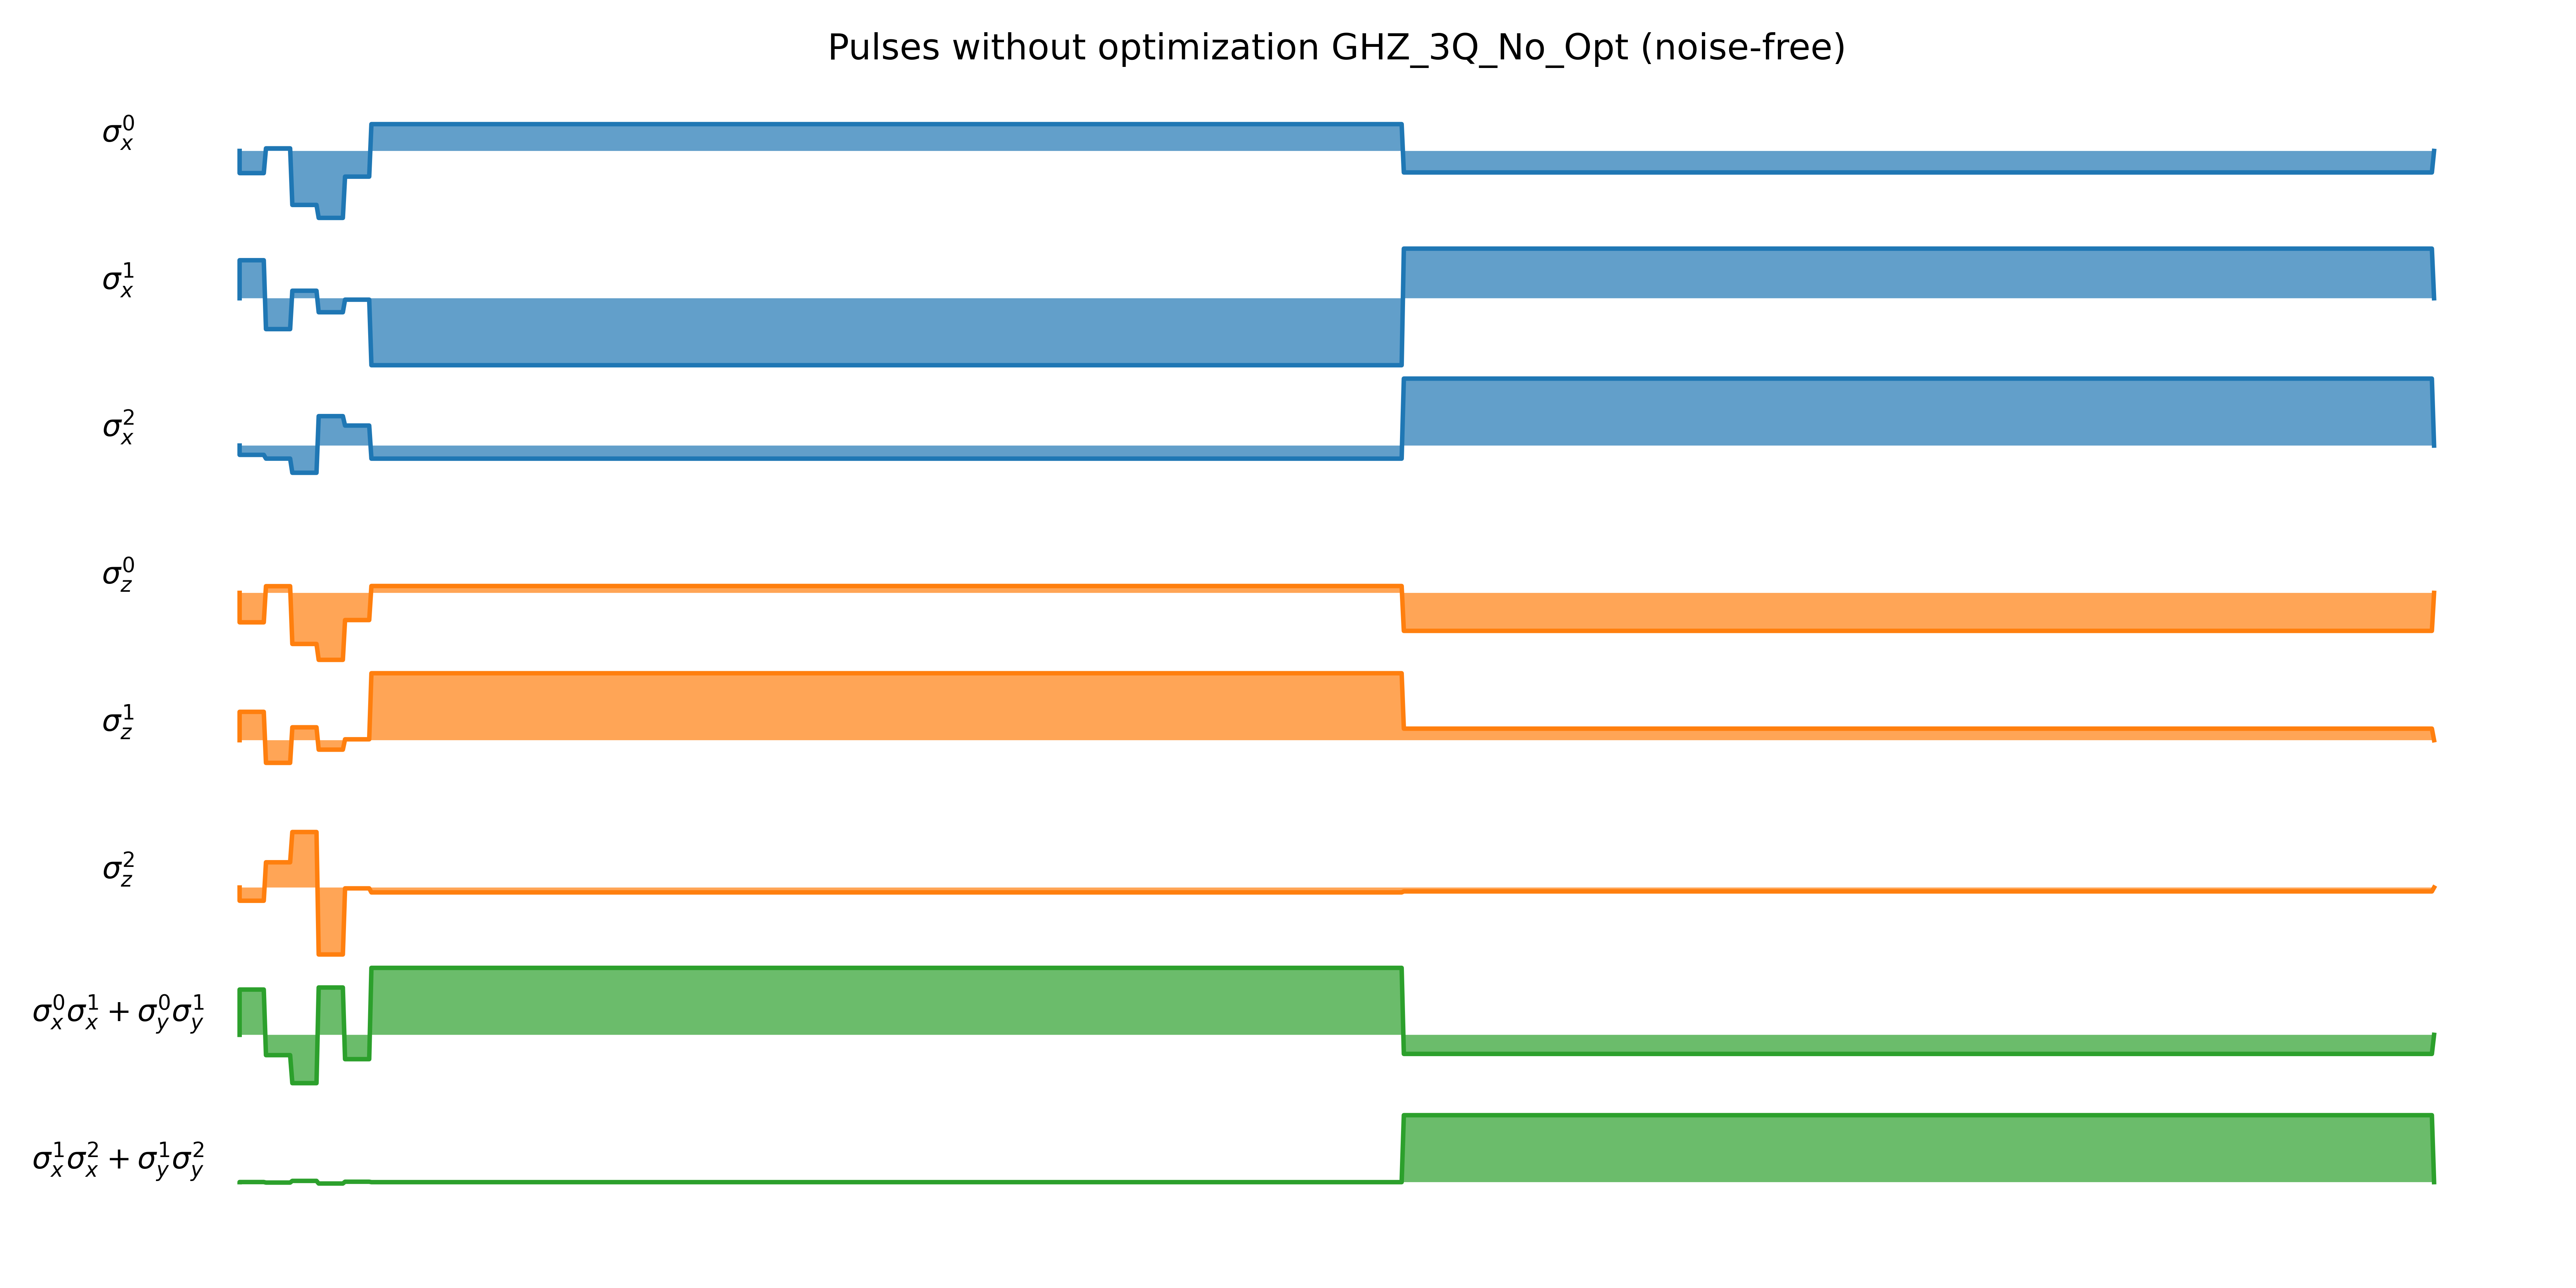 Pulses without optimization GHZ_3Q_No_Opt (noise-free)
σ_x^0
σ_x^1
σ_x^2
σ_z^0
σ_z^1
σ_z^2
σ_x^0σ_x^1 + σ_y^0σ_y^1
σ_x^1σ_x^2 + σ_y^1σ_y^2